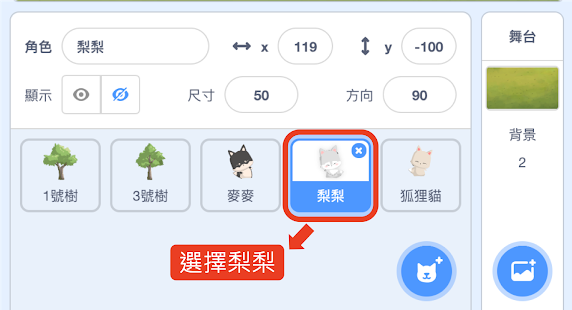 角色 梨梨 x 119 y -100
舞台
顯示 尺寸 50 方向 90
背景
2
1號樹 3號樹 麥麥 梨梨 狐狸貓
選擇梨梨